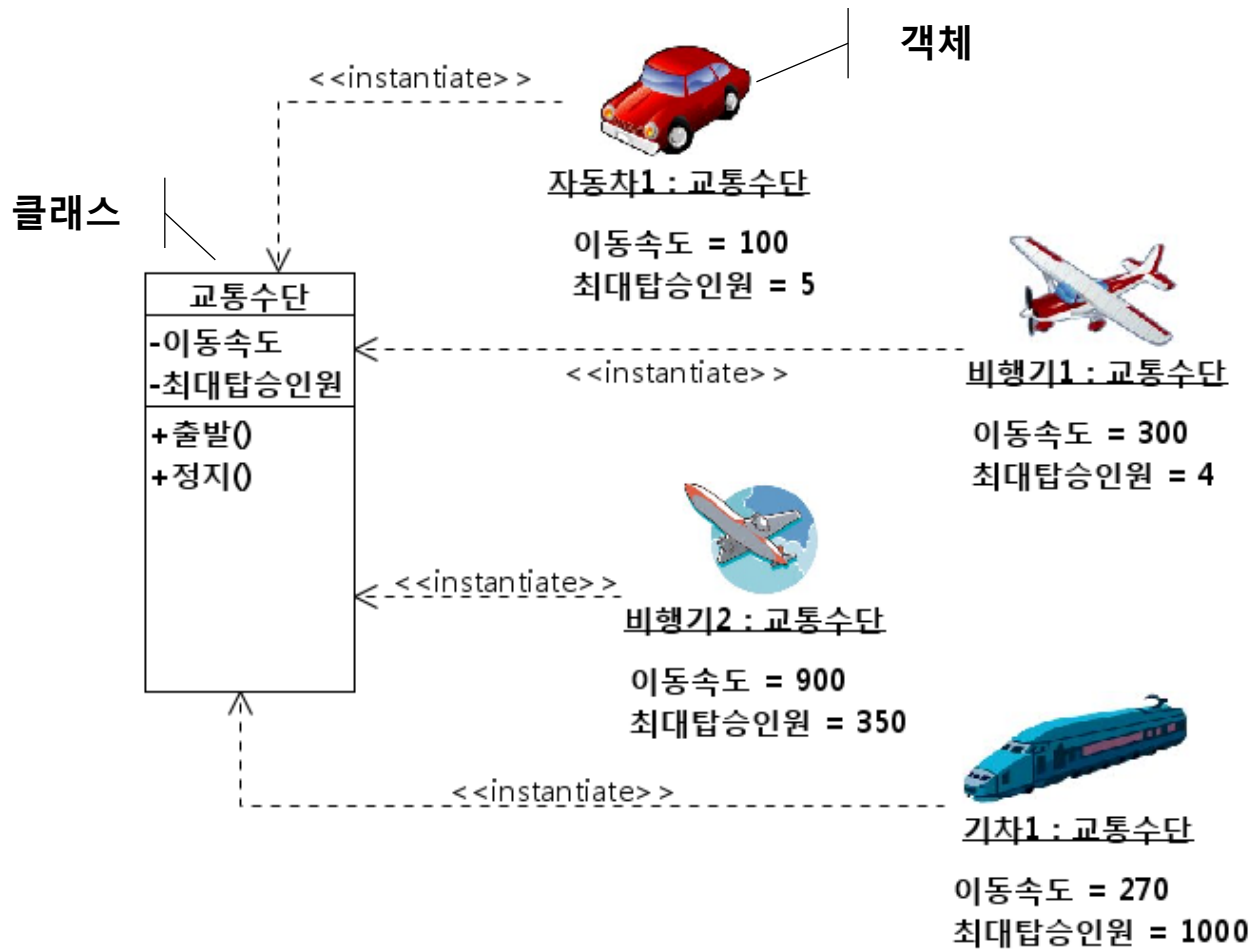 객체
<<instantiate>>
자동차1 : 교통수단
이동속도 = 100
최대탑승인원 = 5
클래스
교통수단
-이동속도
-최대탑승인원
+출발()
+정지()
<<instantiate>>
비행기1 : 교통수단
이동속도 = 300
최대탑승인원 = 4
<<instantiate>>
비행기2 : 교통수단
이동속도 = 900
최대탑승인원 = 350
<<instantiate>>
기차1 : 교통수단
이동속도 = 270
최대탑승인원 = 1000